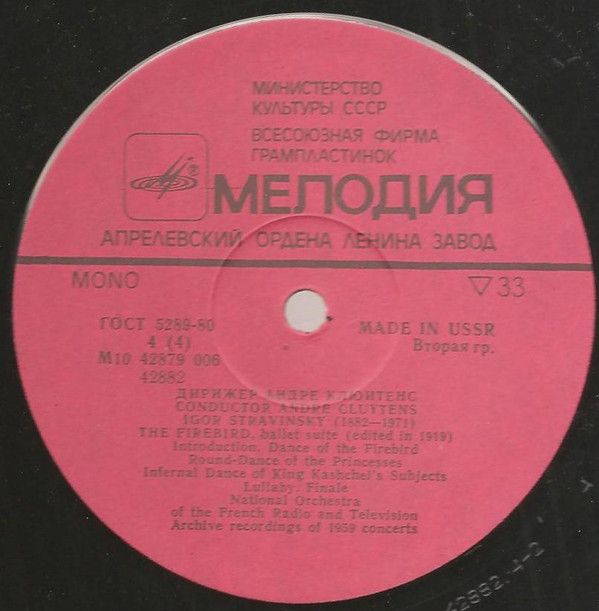 МИНИСТЕРСТВО
КУЛЬТУРЫ СССР
ВСЕСОЮЗНАЯ ФИРМА
ГРАМПЛАСТИНОК
®
МЕЛОДИЯ
АПРЕЛЕВСКИЙ ОРДЕНА ЛЕНИНА ЗАВОД
MONO
▽33
ГОСТ 5289-80
4 (4)
М10 42879 006
42882
MADE IN USSR
Вторая гр.
ДИРИЖЕР АНДРЕ КЛЮИТЕНС
CONDUCTOR ANDRE CLUYTENS
IGOR STRAVINSKY (1882—1971)
THE FIREBIRD, ballet suite (edited in 1919)
Introduction. Dance of the Firebird
Round-Dance of the Princesses
Infernal Dance of King Kashchei's Subjects
Lullaby. Finale
National Orchestra
of the French Radio and Television
Archive recordings of 1959 concerts
42882. 4-2